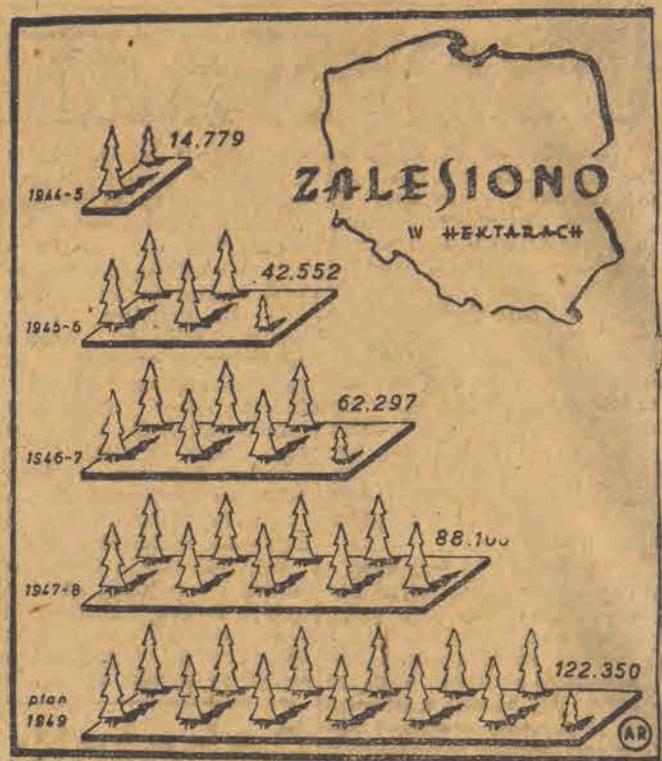 ZALESIONO
W HEKTARACH
1944-5
14.779
1945-6
42.552
1946-7
62.297
1947-8
plan
1949
122.350
AR